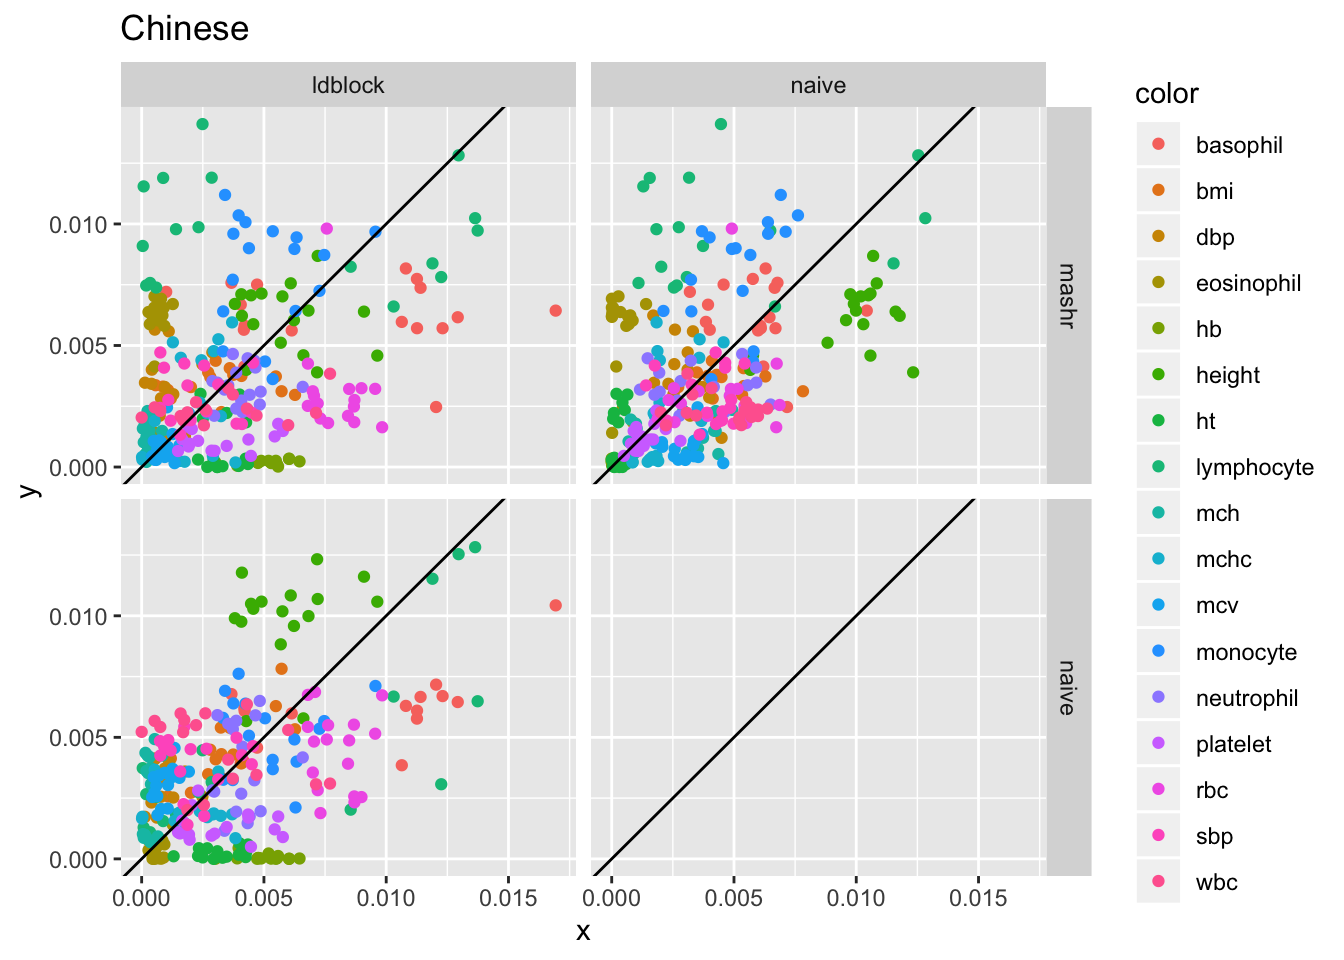 Chinese
ldblock
naive
mashr
naive
y
0.010
0.005
0.000
0.010
0.005
0.000
0.000
0.005
0.010
0.015
0.000
0.005
0.010
0.015
x
color
basophil
bmi
dbp
eosinophil
hb
height
ht
lymphocyte
mch
mchc
mcv
monocyte
neutrophil
platelet
rbc
sbp
wbc